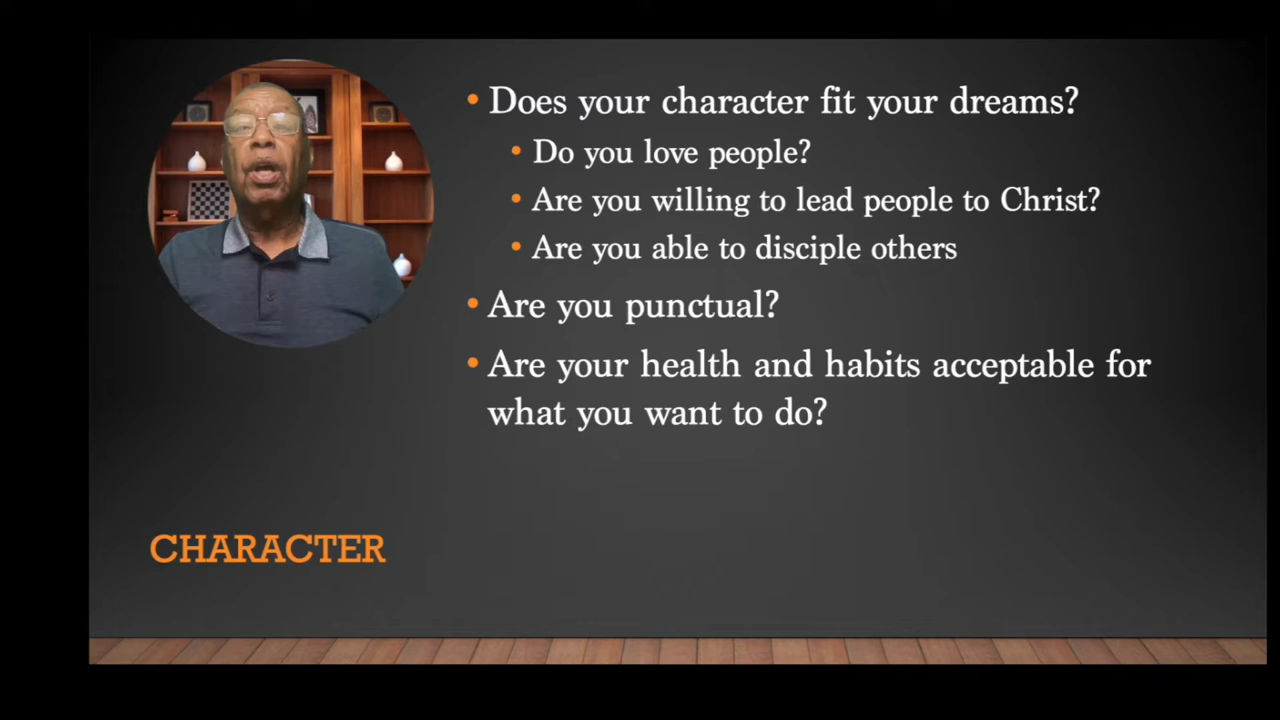 Does your character fit your dreams?
Do you love people?
Are you willing to lead people to Christ?
Are you able to disciple others
Are you punctual?
Are your health and habits acceptable for
what you want to do?
CHARACTER